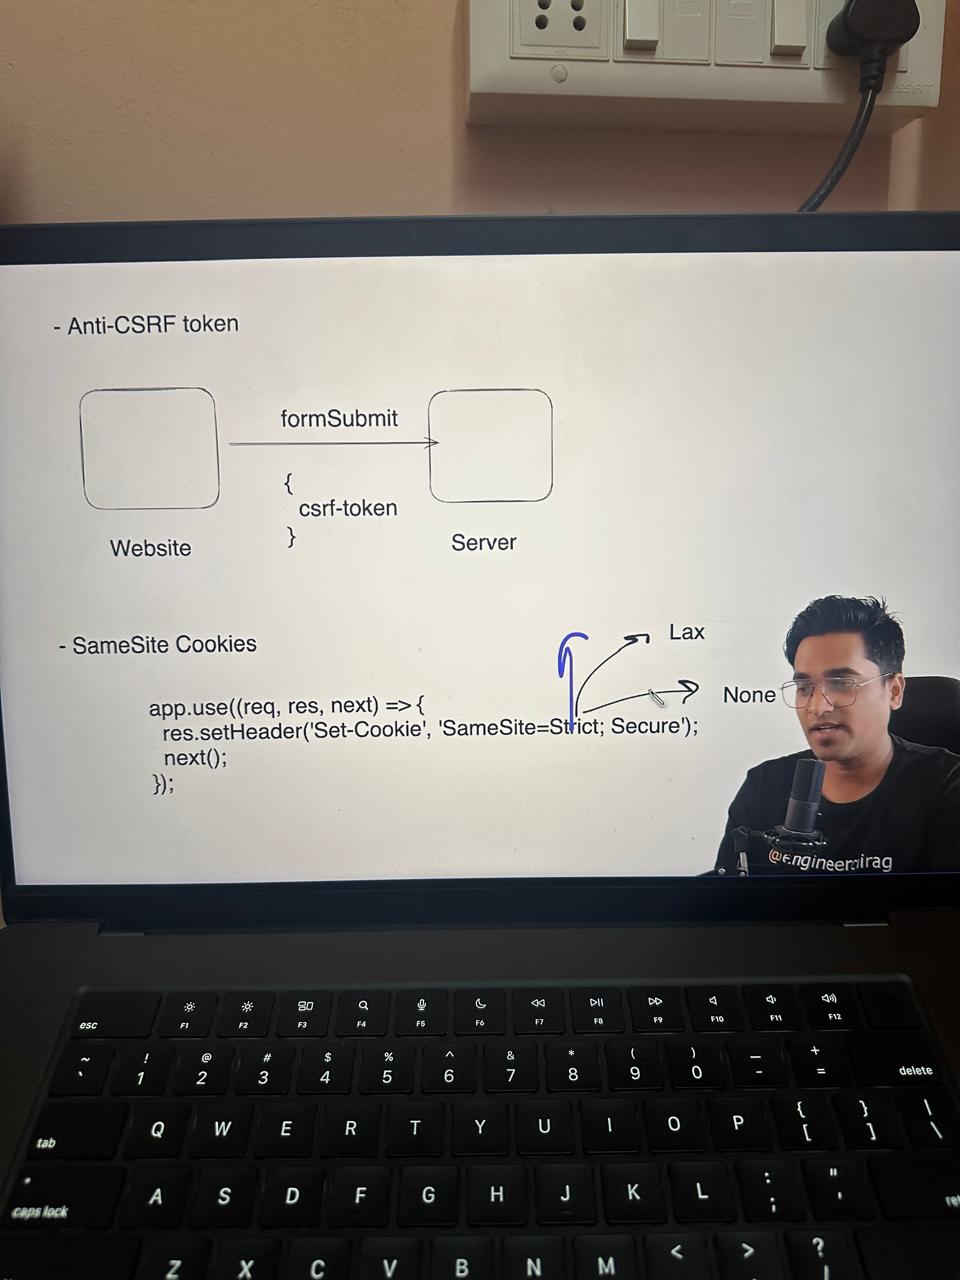 - Anti-CSRF token
formSubmit
{
csrf-token
}
Website
Server
- SameSite Cookies
Lax
None
app.use((req, res, next) => {
res.setHeader('Set-Cookie', 'SameSite=Strict; Secure');
next();
});
esc
F1 F2 F3 F4 F5 F6 F7 F8 F9 F10 F11 F12
~ ! @ # $ % ^ & * ( ) — +
` 1 2 3 4 5 6 7 8 9 0 - = delete
tab Q W E R T Y U I O P { [ } ] | \
caps lock A S D F G H J K L : ; " '
Z X C V B N M < > ?